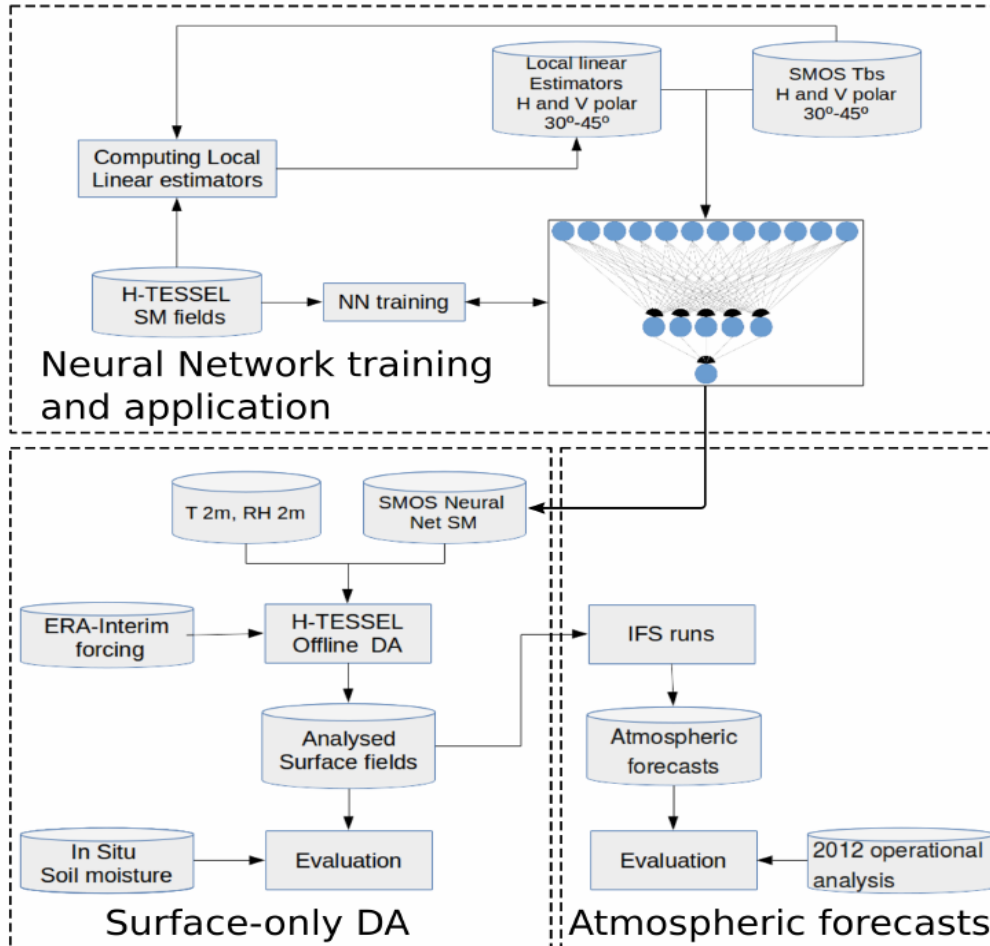 Local linear
Estimators
H and V polar
30º-45º
SMOS Tbs
H and V polar
30º-45º
Computing Local
Linear estimators
H-TESSEL
SM fields
NN training
Neural Network training
and application
T 2m, RH 2m
SMOS Neural
Net SM
ERA-Interim
forcing
H-TESSEL
Offline DA
Analysed
Surface fields
In Situ
Soil moisture
Evaluation
Surface-only DA
IFS runs
Atmospheric
forecasts
Evaluation
2012 operational
analysis
Atmospheric forecasts